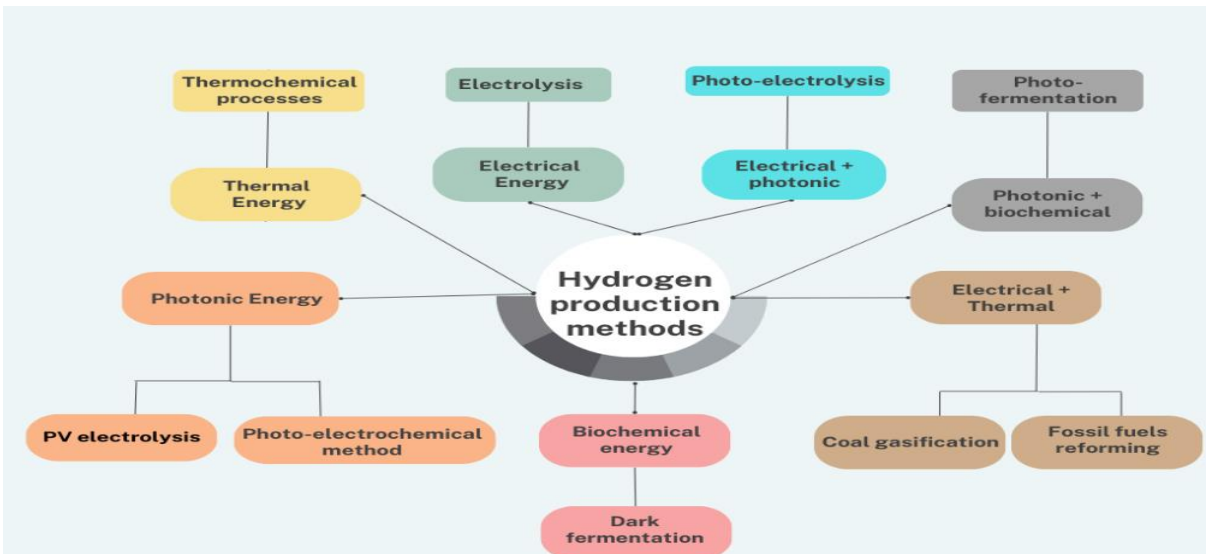 Thermochemical
processes
Electrolysis
Photo-electrolysis
Photo-
fermentation
Thermal
Energy
Electrical
Energy
Electrical +
photonic
Photonic +
biochemical
Hydrogen
production
methods
Photonic Energy
Electrical +
Thermal
PV electrolysis
Photo-electrochemical
method
Biochemical
energy
Coal gasification
Fossil fuels
reforming
Dark
fermentation